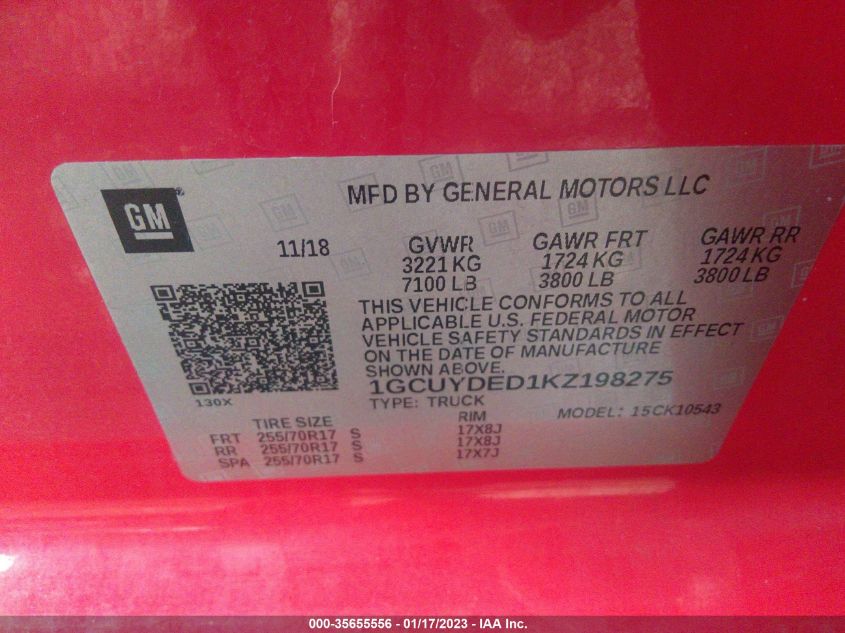 GM
MFD BY GENERAL MOTORS LLC
11/18
GVWR
3221 KG
7100 LB
GAWR FRT
1724 KG
3800 LB
GAWR RR
1724 KG
3800 LB
THIS VEHICLE CONFORMS TO ALL
APPLICABLE U.S. FEDERAL MOTOR
VEHICLE SAFETY STANDARDS IN EFFECT
ON THE DATE OF MANUFACTURE
SHOWN ABOVE.
1GCUYDED1KZ198275
TYPE: TRUCK
MODEL: 15CK10543
130X
TIRE SIZE
RIM
FRT 255/70R17 S 17X8J
RR 255/70R17 S 17X8J
SPA 255/70R17 S 17X7J
000-35655556 - 01/17/2023 - IAA Inc.